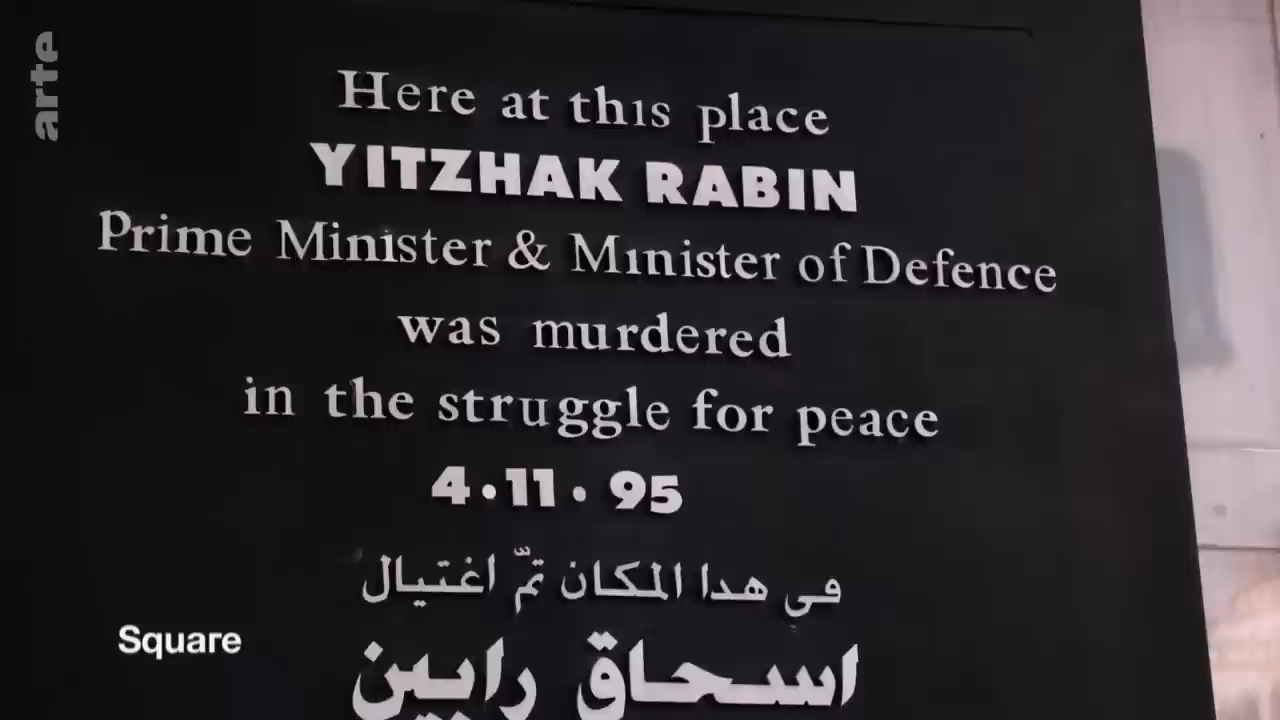 arte
Here at this place
YITZHAK RABIN
Prime Minister & Minister of Defence
was murdered
in the struggle for peace
4·11·95
في هدا المكان تمّ اغتيال
اسحاق رابين
Square